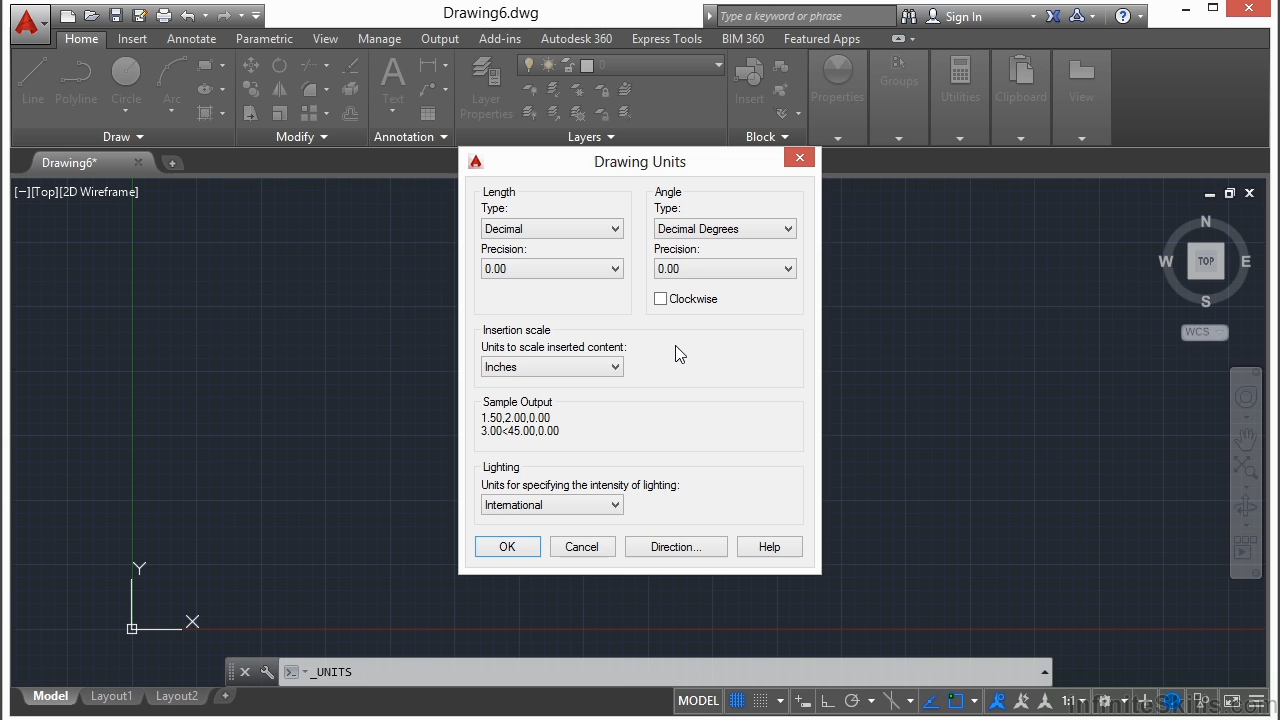 Drawing6.dwg
Type a keyword or phrase
Sign In
Home Insert Annotate Parametric View Manage Output Add-ins Autodesk 360 Express Tools BIM 360 Featured Apps
Line Polyline Circle Arc Text Layer Properties 0 Insert Properties Groups Utilities Clipboard View
Draw Modify Annotation Layers Block
Drawing6*
[−][Top][2D Wireframe]
Drawing Units
Length
Type:
Decimal
Precision:
0.00
Angle
Type:
Decimal Degrees
Precision:
0.00
Clockwise
Insertion scale
Units to scale inserted content:
Inches
Sample Output
1.50,2.00,0.00
3.00<45.00,0.00
Lighting
Units for specifying the intensity of lighting:
International
OK Cancel Direction... Help
N
W TOP E
S
WCS
Y
X
_UNITS
Model Layout1 Layout2
MODEL 1:1
InfiniteSkills.com